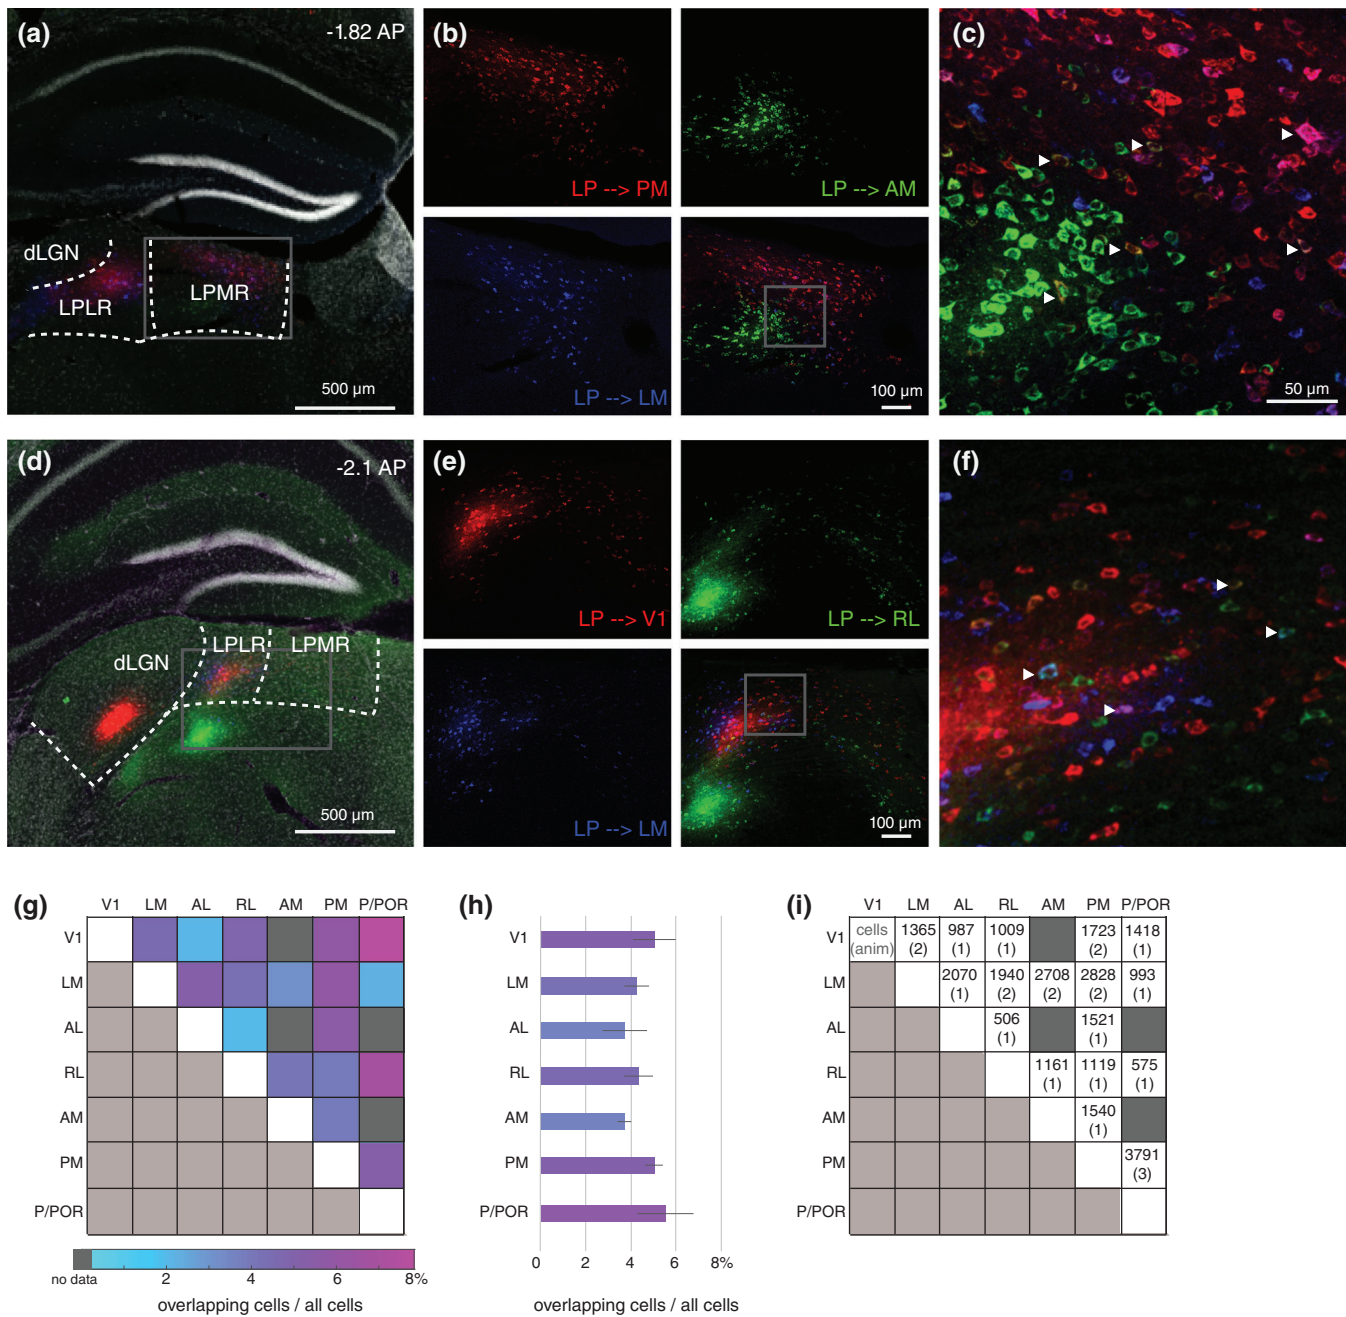 (a)
-1.82 AP
dLGN
LPLR
LPMR
500 µm
(b)
LP --> PM
LP --> AM
LP --> LM
100 µm
(c)
50 µm
(d)
-2.1 AP
dLGN
LPLR
LPMR
500 µm
(e)
LP --> V1
LP --> RL
LP --> LM
100 µm
(f)
(g)
V1 LM AL RL AM PM P/POR
V1
LM
AL
RL
AM
PM
P/POR
no data 2 4 6 8%
overlapping cells / all cells
(h)
V1
LM
AL
RL
AM
PM
P/POR
0 2 4 6 8%
overlapping cells / all cells
(i)
V1 LM AL RL AM PM P/POR
V1 cells 1365 987 1009 1723 1418
(anim) (2) (1) (1) (2) (1)
LM 2070 1940 2708 2828 993
(1) (2) (2) (2) (1)
AL 506 1521
(1) (1)
RL 1161 1119 575
(1) (1) (1)
AM 1540
(1)
PM 3791
(3)
P/POR